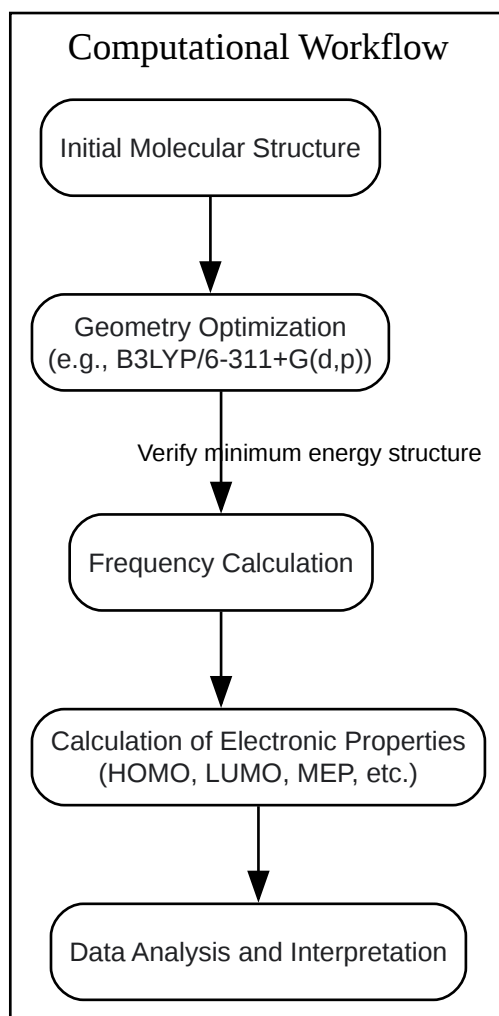 Computational Workflow
Initial Molecular Structure
Geometry Optimization
(e.g., B3LYP/6-311+G(d,p))
Verify minimum energy structure
Frequency Calculation
Calculation of Electronic Properties
(HOMO, LUMO, MEP, etc.)
Data Analysis and Interpretation